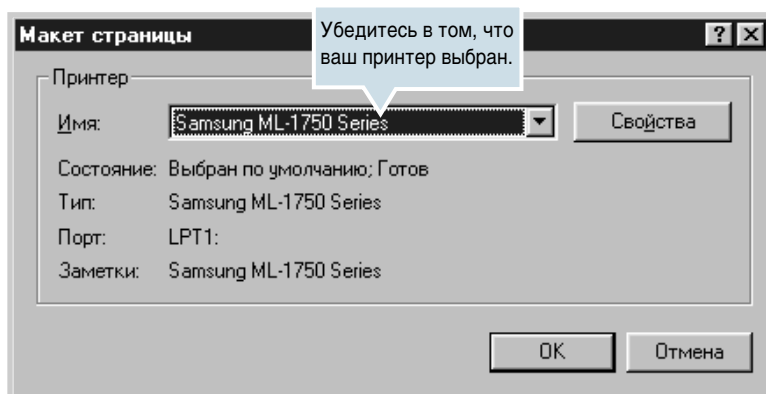 Макет страницы
Убедитесь в том, что
ваш принтер выбран.
Принтер
Имя:
Samsung ML-1750 Series
Свойства
Состояние: Выбран по умолчанию; Готов
Тип: Samsung ML-1750 Series
Порт: LPT1:
Заметки: Samsung ML-1750 Series
OK
Отмена